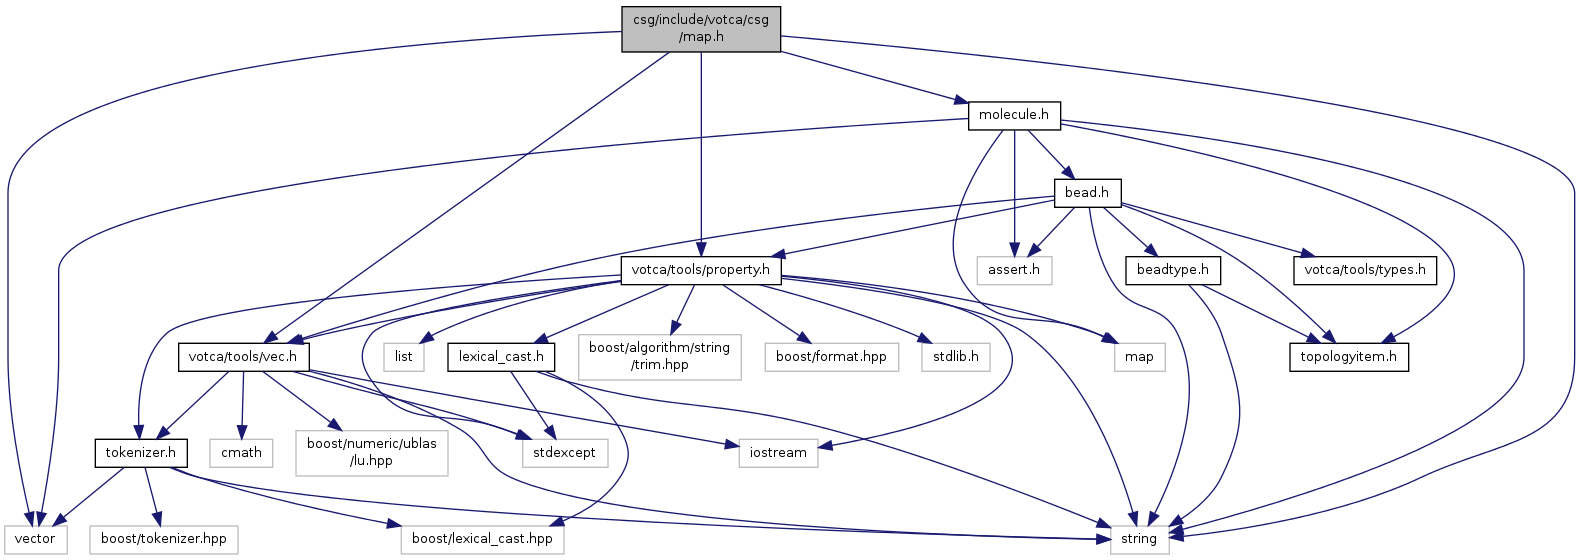 csg/include/votca/csg
/map.h
molecule.h
bead.h
votca/tools/property.h
assert.h
beadtype.h
votca/tools/types.h
votca/tools/vec.h
list
lexical_cast.h
boost/algorithm/string
/trim.hpp
boost/format.hpp
stdlib.h
map
topologyitem.h
tokenizer.h
cmath
boost/numeric/ublas
/lu.hpp
stdexcept
iostream
vector
boost/tokenizer.hpp
boost/lexical_cast.hpp
string